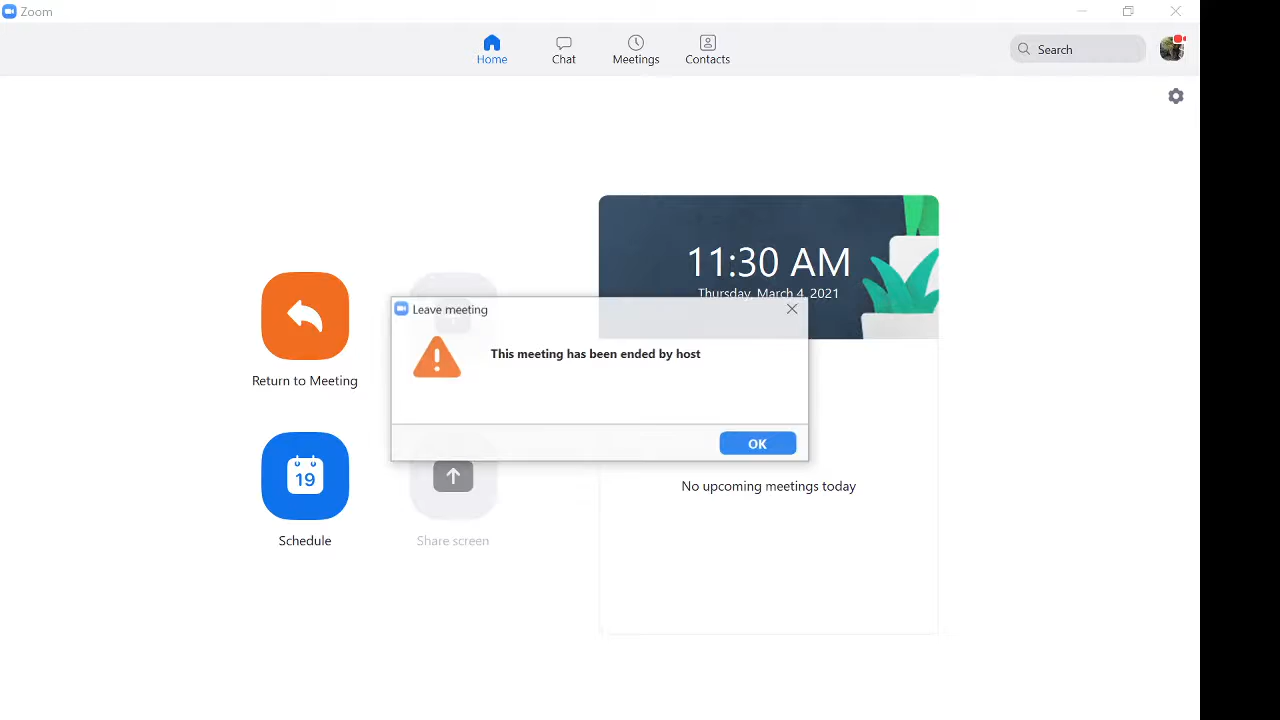 Zoom
Home
Chat
Meetings
Contacts
Search
11:30 AM
Thursday, March 4, 2021
Leave meeting
This meeting has been ended by host
OK
Return to Meeting
19
Schedule
Share screen
No upcoming meetings today